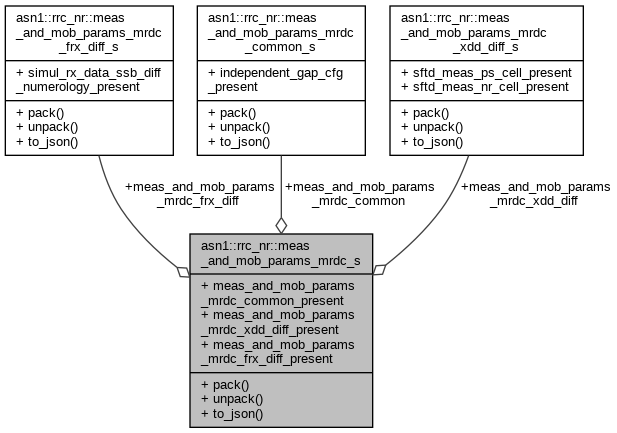 asn1::rrc_nr::meas
_and_mob_params_mrdc
_frx_diff_s
+ simul_rx_data_ssb_diff
_numerology_present
+ pack()
+ unpack()
+ to_json()
asn1::rrc_nr::meas
_and_mob_params_mrdc
_common_s
+ independent_gap_cfg
_present
+ pack()
+ unpack()
+ to_json()
asn1::rrc_nr::meas
_and_mob_params_mrdc
_xdd_diff_s
+ sftd_meas_ps_cell_present
+ sftd_meas_nr_cell_present
+ pack()
+ unpack()
+ to_json()
+meas_and_mob_params
_mrdc_frx_diff
+meas_and_mob_params
_mrdc_common
+meas_and_mob_params
_mrdc_xdd_diff
asn1::rrc_nr::meas
_and_mob_params_mrdc_s
+ meas_and_mob_params
_mrdc_common_present
+ meas_and_mob_params
_mrdc_xdd_diff_present
+ meas_and_mob_params
_mrdc_frx_diff_present
+ pack()
+ unpack()
+ to_json()